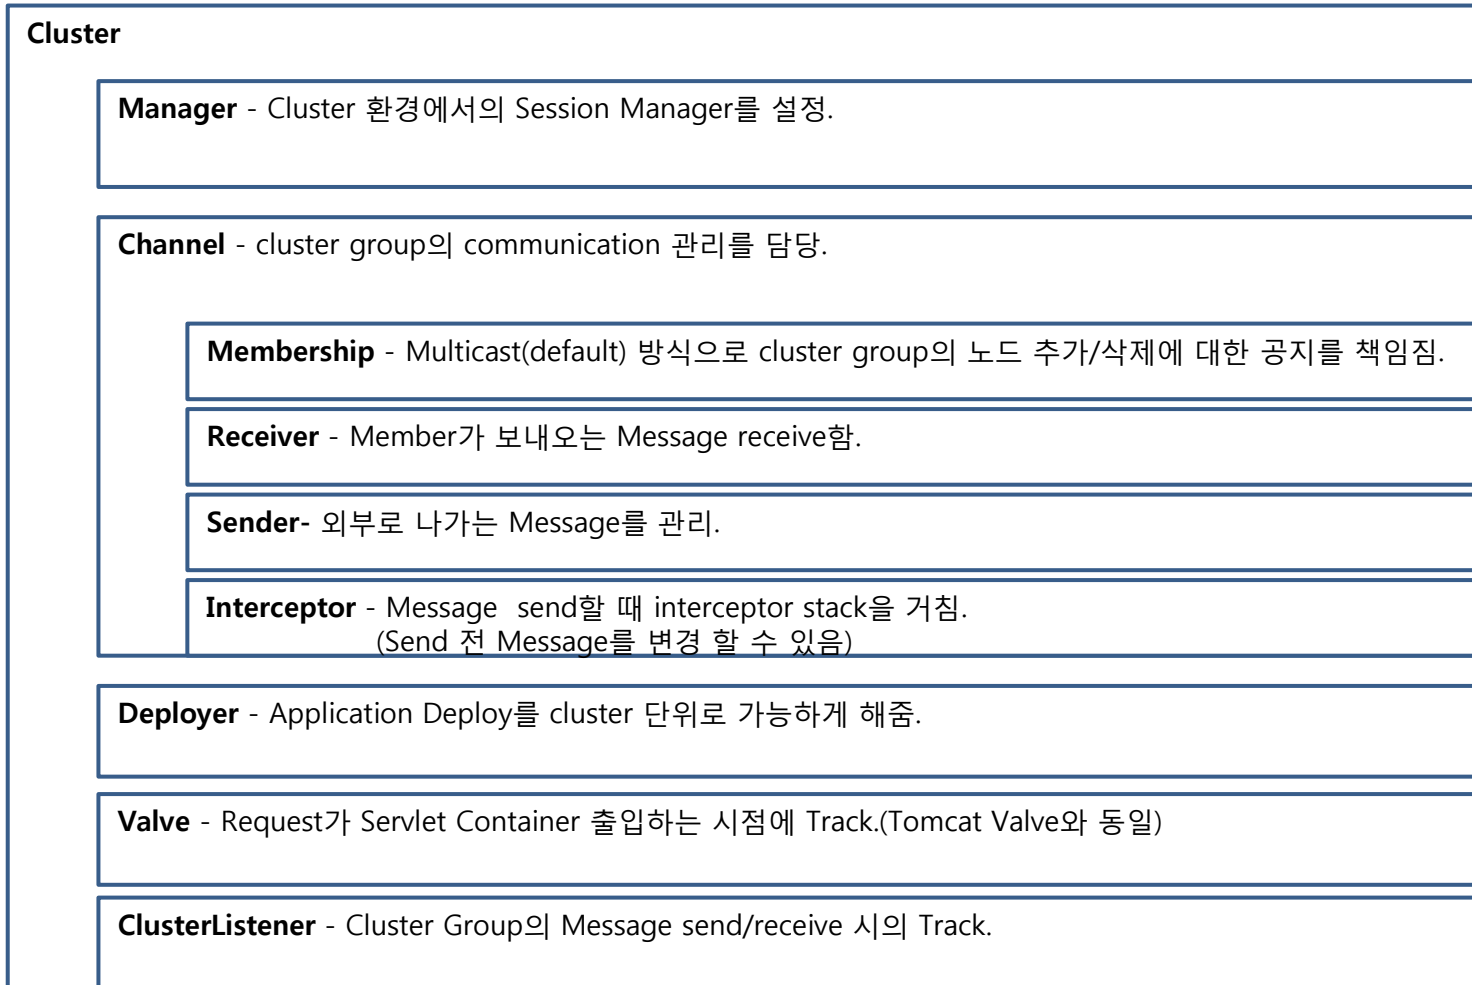 Cluster
Manager - Cluster 환경에서의 Session Manager를 설정.
Channel - cluster group의 communication 관리를 담당.
Membership - Multicast(default) 방식으로 cluster group의 노드 추가/삭제에 대한 공지를 책임짐.
Receiver - Member가 보내오는 Message receive함.
Sender- 외부로 나가는 Message를 관리.
Interceptor - Message  send할 때 interceptor stack을 거침.
(Send 전 Message를 변경 할 수 있음)
Deployer - Application Deploy를 cluster 단위로 가능하게 해줌.
Valve - Request가 Servlet Container 출입하는 시점에 Track.(Tomcat Valve와 동일)
ClusterListener - Cluster Group의 Message send/receive 시의 Track.